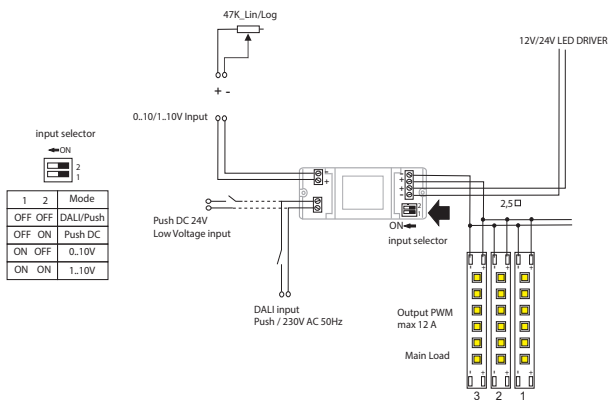 47K_Lin/Log
12V/24V LED DRIVER
+ -
0..10/1..10V Input
input selector
ON
2
1
1 2 Mode
OFF OFF DALI/Push
OFF ON Push DC
ON OFF 0..10V
ON ON 1..10V
-
+
-
+
+
-
2
1
ON
input selector
2,5
Push DC 24V
Low Voltage input
DALI input
Push / 230V AC 50Hz
Output PWM
max 12 A
Main Load
3 2 1